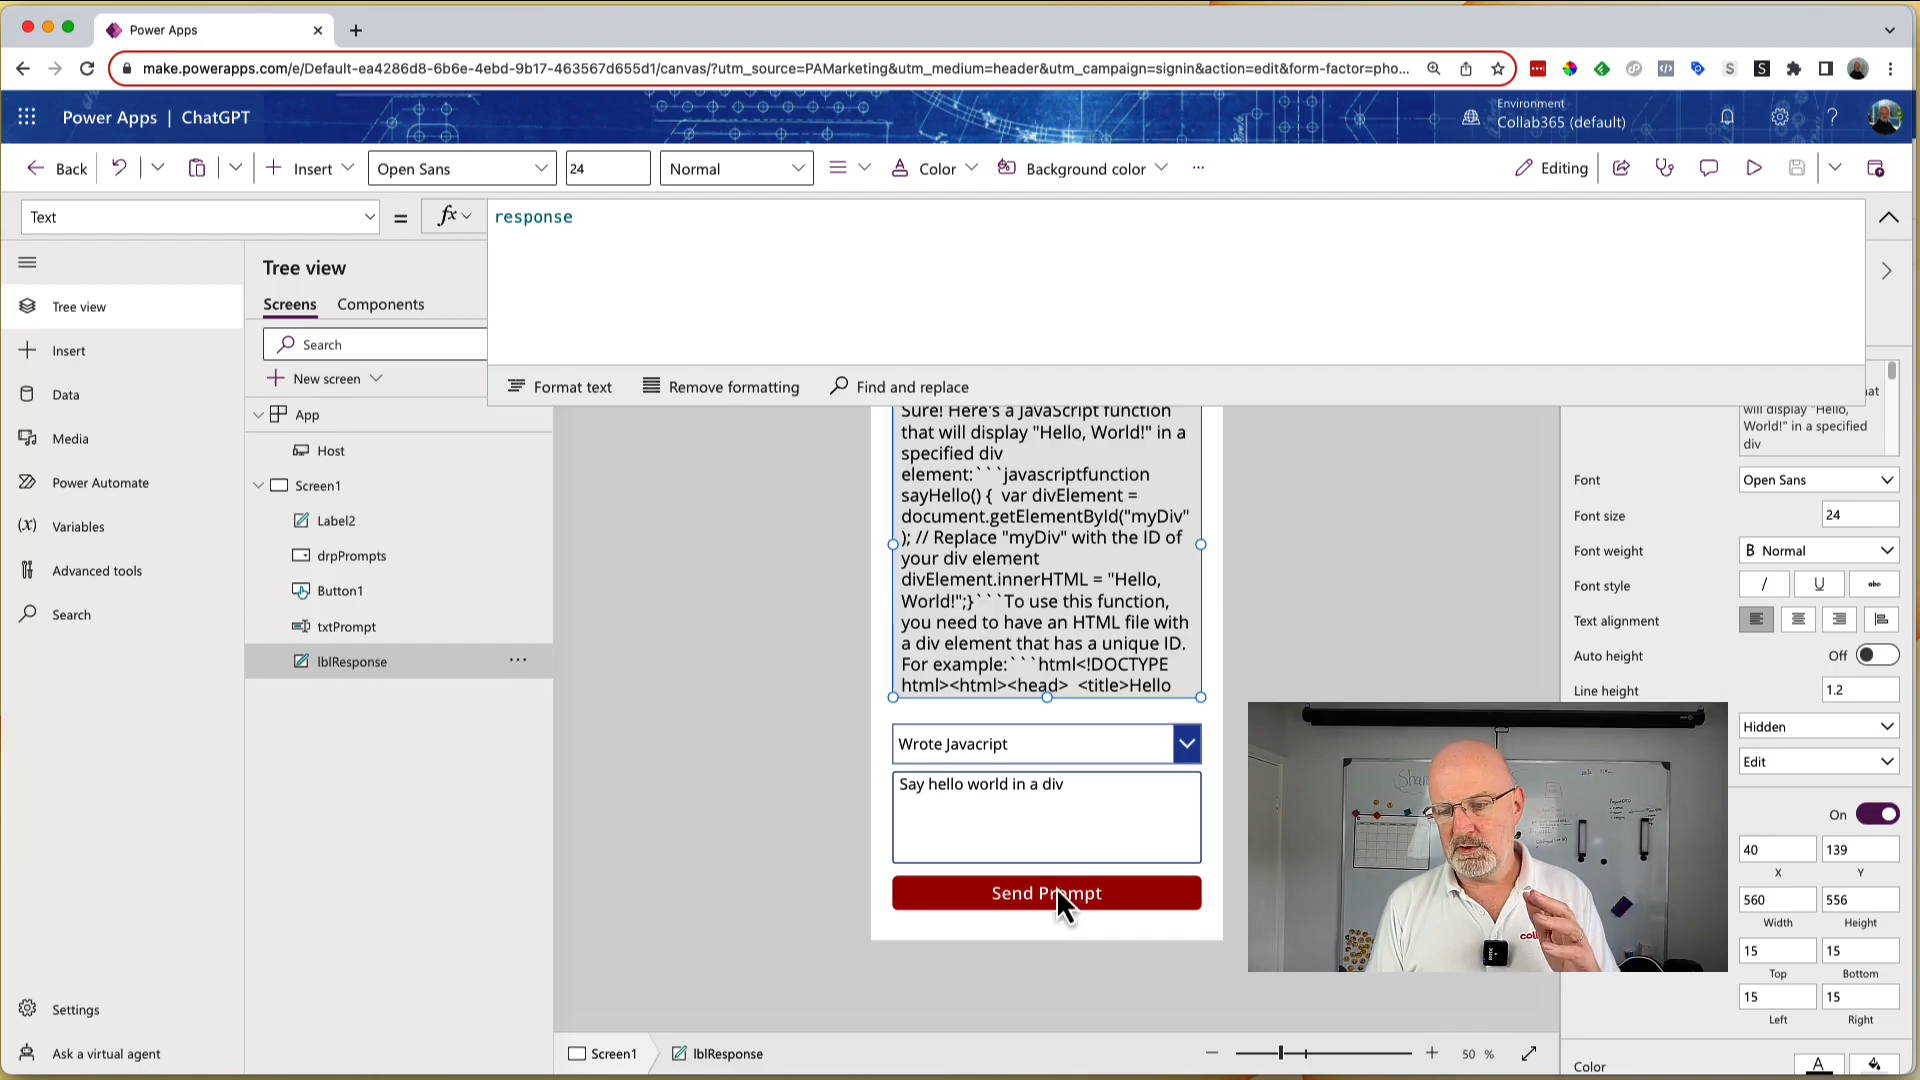 Power Apps
make.powerapps.com/e/Default-ea4286d8-6b6e-4ebd-9b17-463567d655d1/canvas/?utm_source=PAMarketing&utm_medium=header&utm_campaign=signin&action=edit&form-factor=pho...
Power Apps | ChatGPT
Environment
Collab365 (default)
Back
Insert
Open Sans
24
Normal
Color
Background color
Editing
Text
=
fx
response
Format text
Remove formatting
Find and replace
Tree view
Insert
Data
Media
Power Automate
Variables
Advanced tools
Search
Settings
Ask a virtual agent
Tree view
Screens
Components
Search
New screen
App
Host
Screen1
Label2
drpPrompts
Button1
txtPrompt
lblResponse
Sure! Here's a JavaScript function
that will display "Hello, World!" in a
specified div
element:```javascriptfunction
sayHello() {  var divElement =
document.getElementById("myDiv"
); // Replace "myDiv" with the ID of
your div element
divElement.innerHTML = "Hello,
World!";}```To use this function,
you need to have an HTML file with
a div element that has a unique ID.
For example:```html<!DOCTYPE
html><html><head>  <title>Hello
Wrote Javacript
Say hello world in a div
Send Prompt
Screen1
lblResponse
50 %
will display "Hello,
World!" in a specified
div
Font
Open Sans
Font size
24
Font weight
B Normal
Font style
/
U
abc
Text alignment
Auto height
Off
Line height
1.2
Hidden
Edit
On
40
139
X
Y
560
556
Width
Height
15
15
Top
Bottom
15
15
Left
Right
Color
A